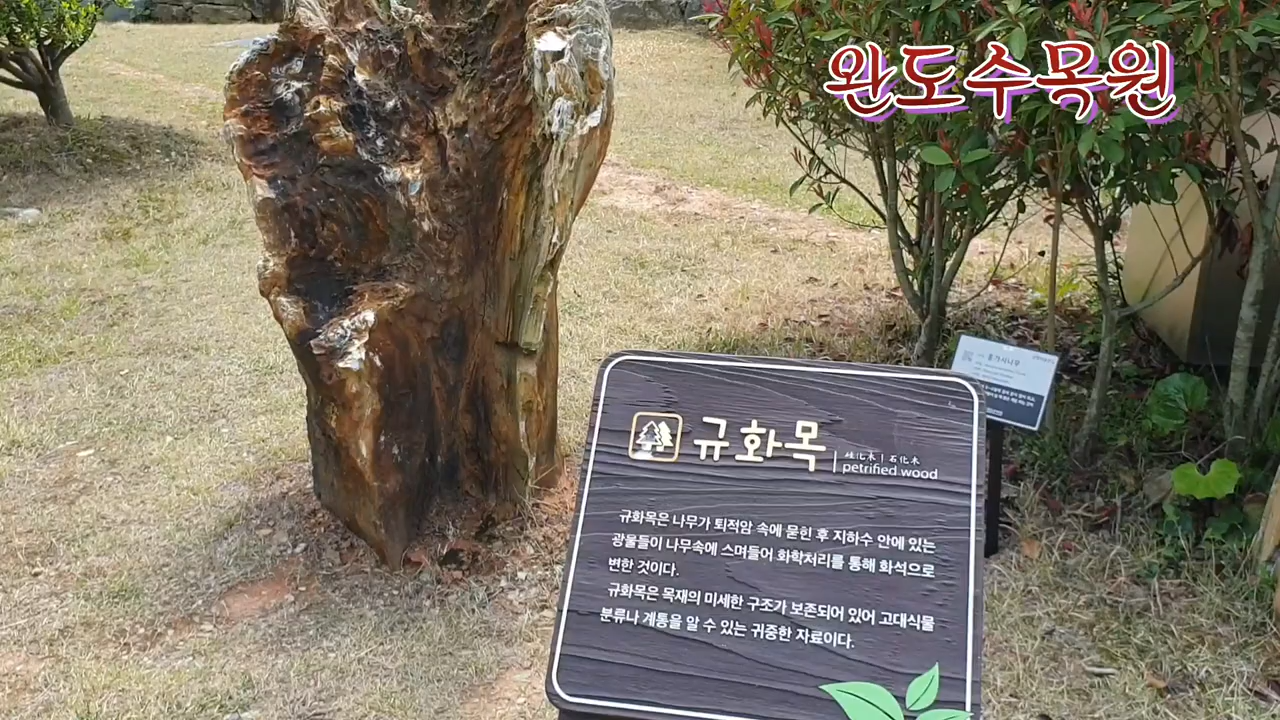 완도수목원
규화목
硅化木 | 石化木
petrified wood
규화목은 나무가 퇴적암 속에 묻힌 후 지하수 안에 있는
광물들이 나무속에 스며들어 화학처리를 통해 화석으로
변한 것이다.
규화목은 목재의 미세한 구조가 보존되어 있어 고대식물
분류나 계통을 알 수 있는 귀중한 자료이다.
홍가시나무